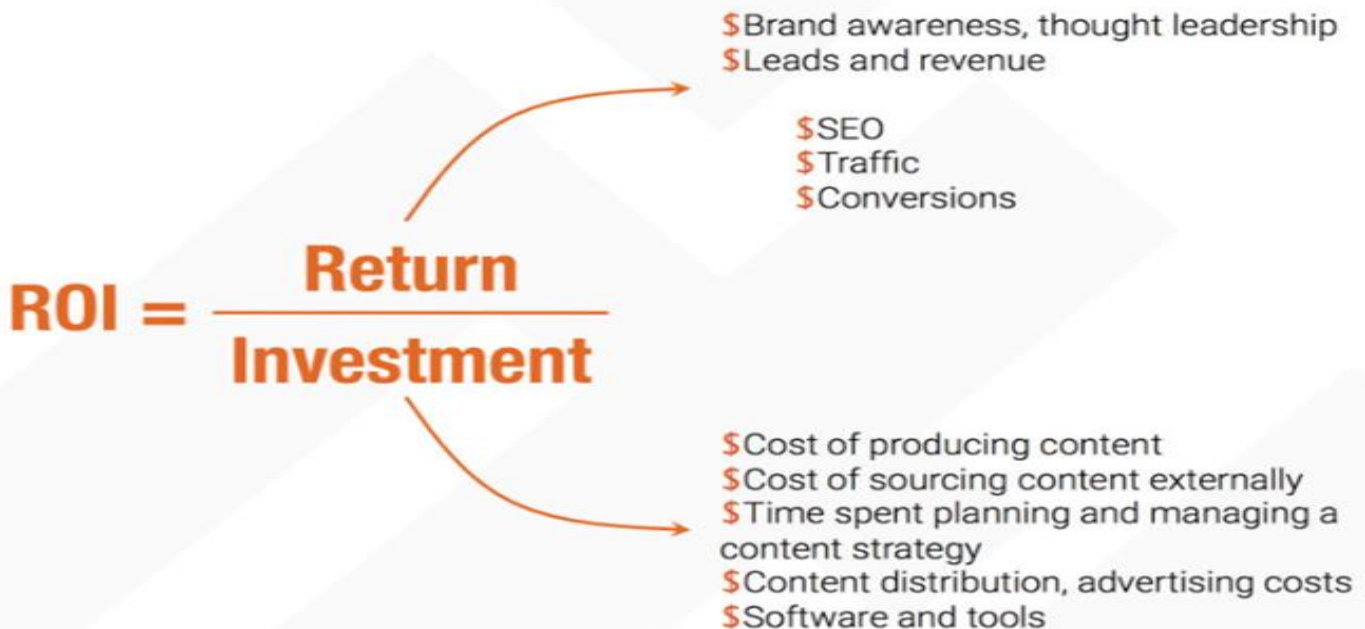 $Brand awareness, thought leadership
$Leads and revenue
$SEO
$Traffic
$Conversions
ROI =
Return
Investment
$Cost of producing content
$Cost of sourcing content externally
$Time spent planning and managing a
content strategy
$Content distribution, advertising costs
$Software and tools